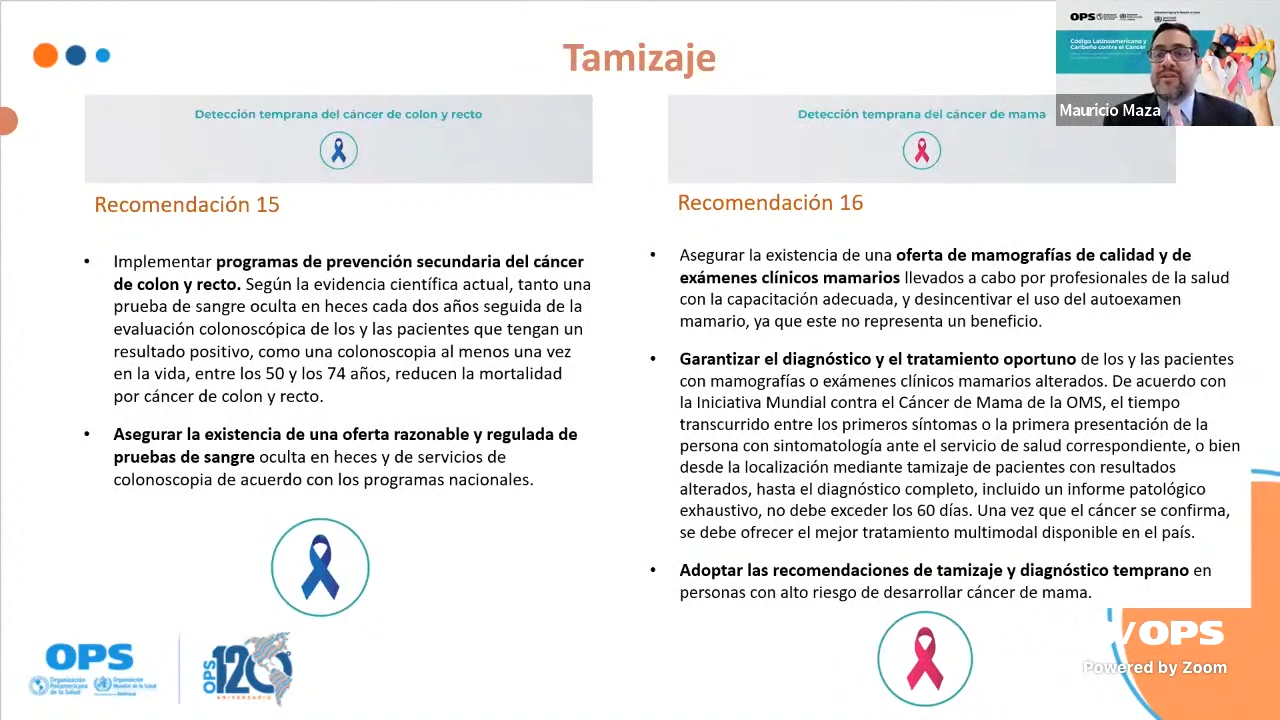 Tamizaje
OPS
Código Latinoamericano y
Caribeño contra el Cáncer
Mauricio Maza
Detección temprana del cáncer de colon y recto
Recomendación 15
• Implementar programas de prevención secundaria del cáncer
de colon y recto. Según la evidencia científica actual, tanto una
prueba de sangre oculta en heces cada dos años seguida de la
evaluación colonoscópica de los y las pacientes que tengan un
resultado positivo, como una colonoscopia al menos una vez
en la vida, entre los 50 y los 74 años, reducen la mortalidad
por cáncer de colon y recto.
• Asegurar la existencia de una oferta razonable y regulada de
pruebas de sangre oculta en heces y de servicios de
colonoscopia de acuerdo con los programas nacionales.
Detección temprana del cáncer de mama
Recomendación 16
• Asegurar la existencia de una oferta de mamografías de calidad y de
exámenes clínicos mamarios llevados a cabo por profesionales de la salud
con la capacitación adecuada, y desincentivar el uso del autoexamen
mamario, ya que este no representa un beneficio.
• Garantizar el diagnóstico y el tratamiento oportuno de los y las pacientes
con mamografías o exámenes clínicos mamarios alterados. De acuerdo con
la Iniciativa Mundial contra el Cáncer de Mama de la OMS, el tiempo
transcurrido entre los primeros síntomas o la primera presentación de la
persona con sintomatología ante el servicio de salud correspondiente, o bien
desde la localización mediante tamizaje de pacientes con resultados
alterados, hasta el diagnóstico completo, incluido un informe patológico
exhaustivo, no debe exceder los 60 días. Una vez que el cáncer se confirma,
se debe ofrecer el mejor tratamiento multimodal disponible en el país.
• Adoptar las recomendaciones de tamizaje y diagnóstico temprano en
personas con alto riesgo de desarrollar cáncer de mama.
OPS
Organización
Panamericana
de la Salud
Organización
Mundial de la Salud
OPS
120
ANIVERSARIO
/OPS
Powered by Zoom